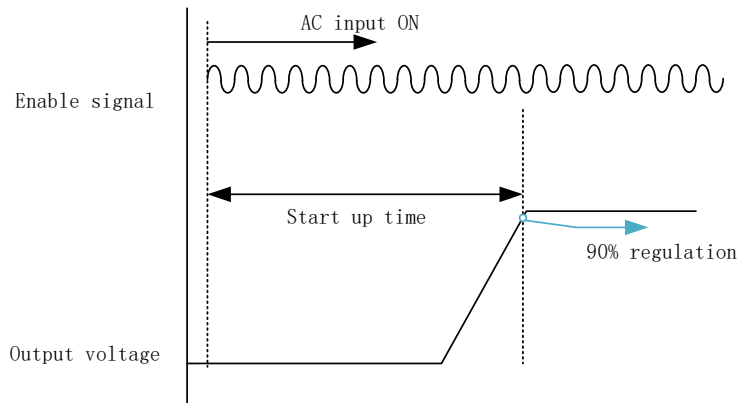 AC input ON
Enable signal
Start up time
90% regulation
Output voltage